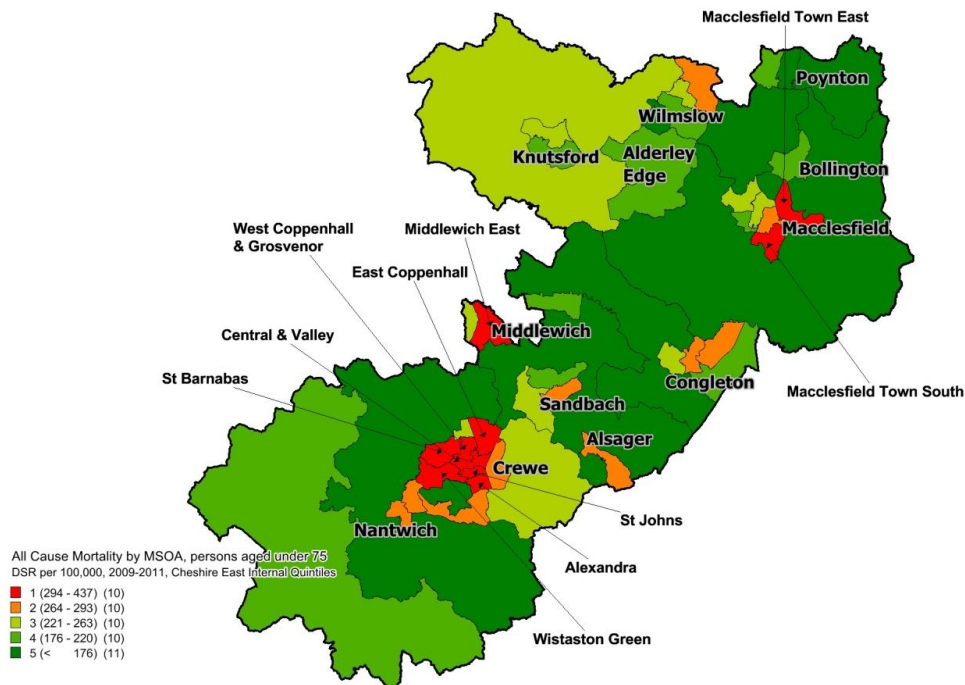 Macclesfield Town East
Poynton
Wilmslow
Knutsford
Alderley
Edge
Bollington
West Coppenhall
& Grosvenor
Middlewich East
Macclesfield
East Coppenhall
Central & Valley
Middlewich
St Barnabas
Congleton
Macclesfield Town South
Sandbach
Alsager
Crewe
St Johns
Nantwich
Alexandra
Wistaston Green
All Cause Mortality by MSOA, persons aged under 75
DSR per 100,000, 2009-2011, Cheshire East Internal Quintiles
1 (294 - 437) (10)
2 (264 - 293) (10)
3 (221 - 263) (10)
4 (176 - 220) (10)
5 (< 176) (11)